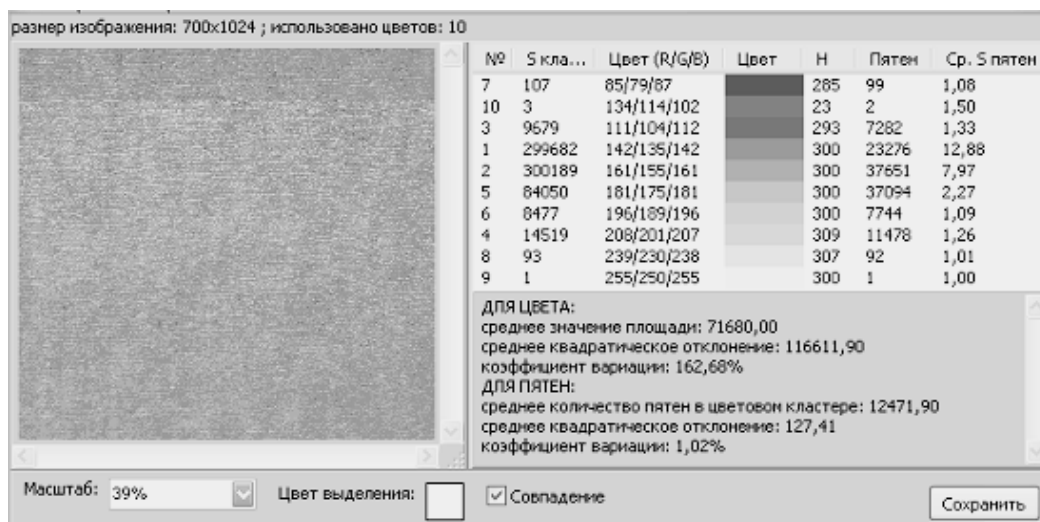 размер изображения: 700x1024 ; использовано цветов: 10
№ S кла... Цвет (R/G/B) Цвет H Пятен Ср. S пятен
7 107 85/79/87 285 99 1,08
10 3 134/114/102 23 2 1,50
3 9679 111/104/112 293 7282 1,33
1 299682 142/135/142 300 23276 12,88
2 300189 161/155/161 300 37651 7,97
5 84050 181/175/181 300 37094 2,27
6 8477 196/189/196 300 7744 1,09
4 14519 208/201/207 309 11478 1,26
8 93 239/230/238 307 92 1,01
9 1 255/250/255 300 1 1,00
ДЛЯ ЦВЕТА:
среднее значение площади: 71680,00
среднее квадратическое отклонение: 116611,90
коэффициент вариации: 162,68%
ДЛЯ ПЯТЕН:
среднее количество пятен в цветовом кластере: 12471,90
среднее квадратическое отклонение: 127,41
коэффициент вариации: 1,02%
Масштаб: 39% Цвет выделения: Совпадение Сохранить